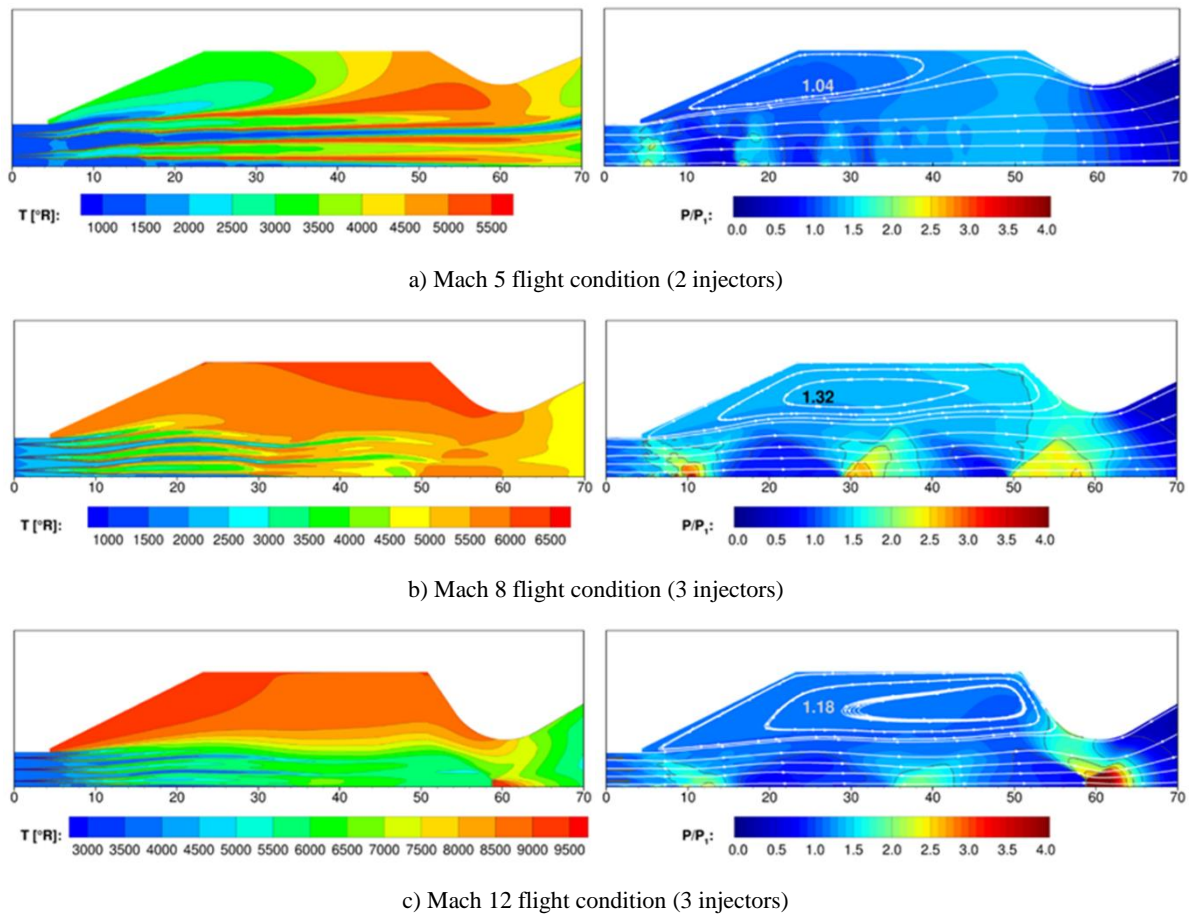 1.04
0 10 20 30 40 50 60 70 0 10 20 30 40 50 60 70
T [°R]: 1000 1500 2000 2500 3000 3500 4000 4500 5000 5500 P/P1: 0.0 0.5 1.0 1.5 2.0 2.5 3.0 3.5 4.0
a) Mach 5 flight condition (2 injectors)
1.32
0 10 20 30 40 50 60 70 0 10 20 30 40 50 60 70
T [°R]: 1000 1500 2000 2500 3000 3500 4000 4500 5000 5500 6000 6500 P/P1: 0.0 0.5 1.0 1.5 2.0 2.5 3.0 3.5 4.0
b) Mach 8 flight condition (3 injectors)
1.18
0 10 20 30 40 50 60 70 0 10 20 30 40 50 60 70
T [°R]: 3000 3500 4000 4500 5000 5500 6000 6500 7000 7500 8000 8500 9000 9500 P/P1: 0.0 0.5 1.0 1.5 2.0 2.5 3.0 3.5 4.0
c) Mach 12 flight condition (3 injectors)